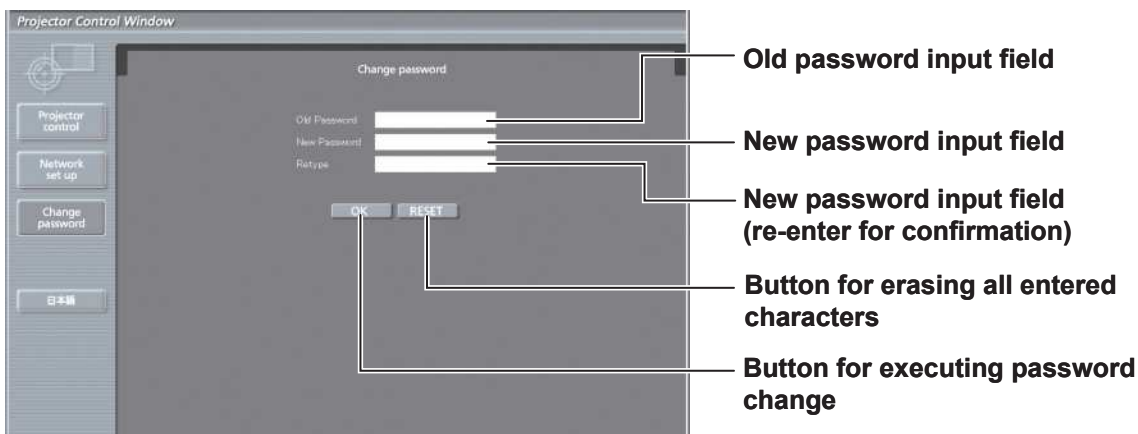 Projector Control Window
Change password
Old Password
New Password
Retype
OK RESET
Projector
control
Network
set up
Change
password
日本語
Old password input field
New password input field
New password input field
(re-enter for confirmation)
Button for erasing all entered
characters
Button for executing password
change